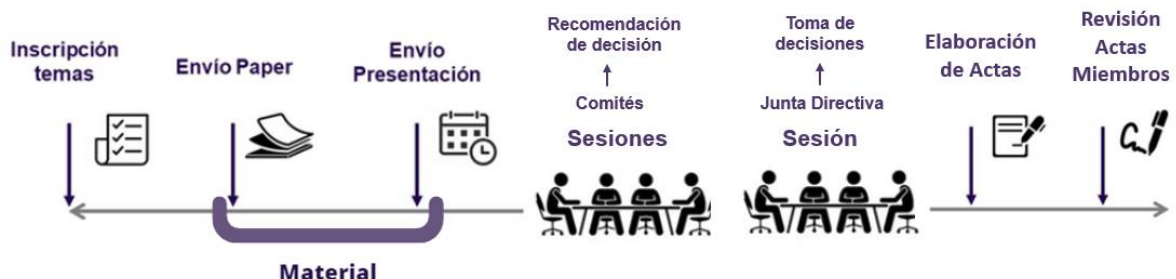 Inscripción
temas
Envío Paper
Envío
Presentación
Material
Recomendación
de decisión
Comités
Sesiones
Toma de
decisiones
Junta Directiva
Sesión
Elaboración
de Actas
Revisión
Actas
Miembros